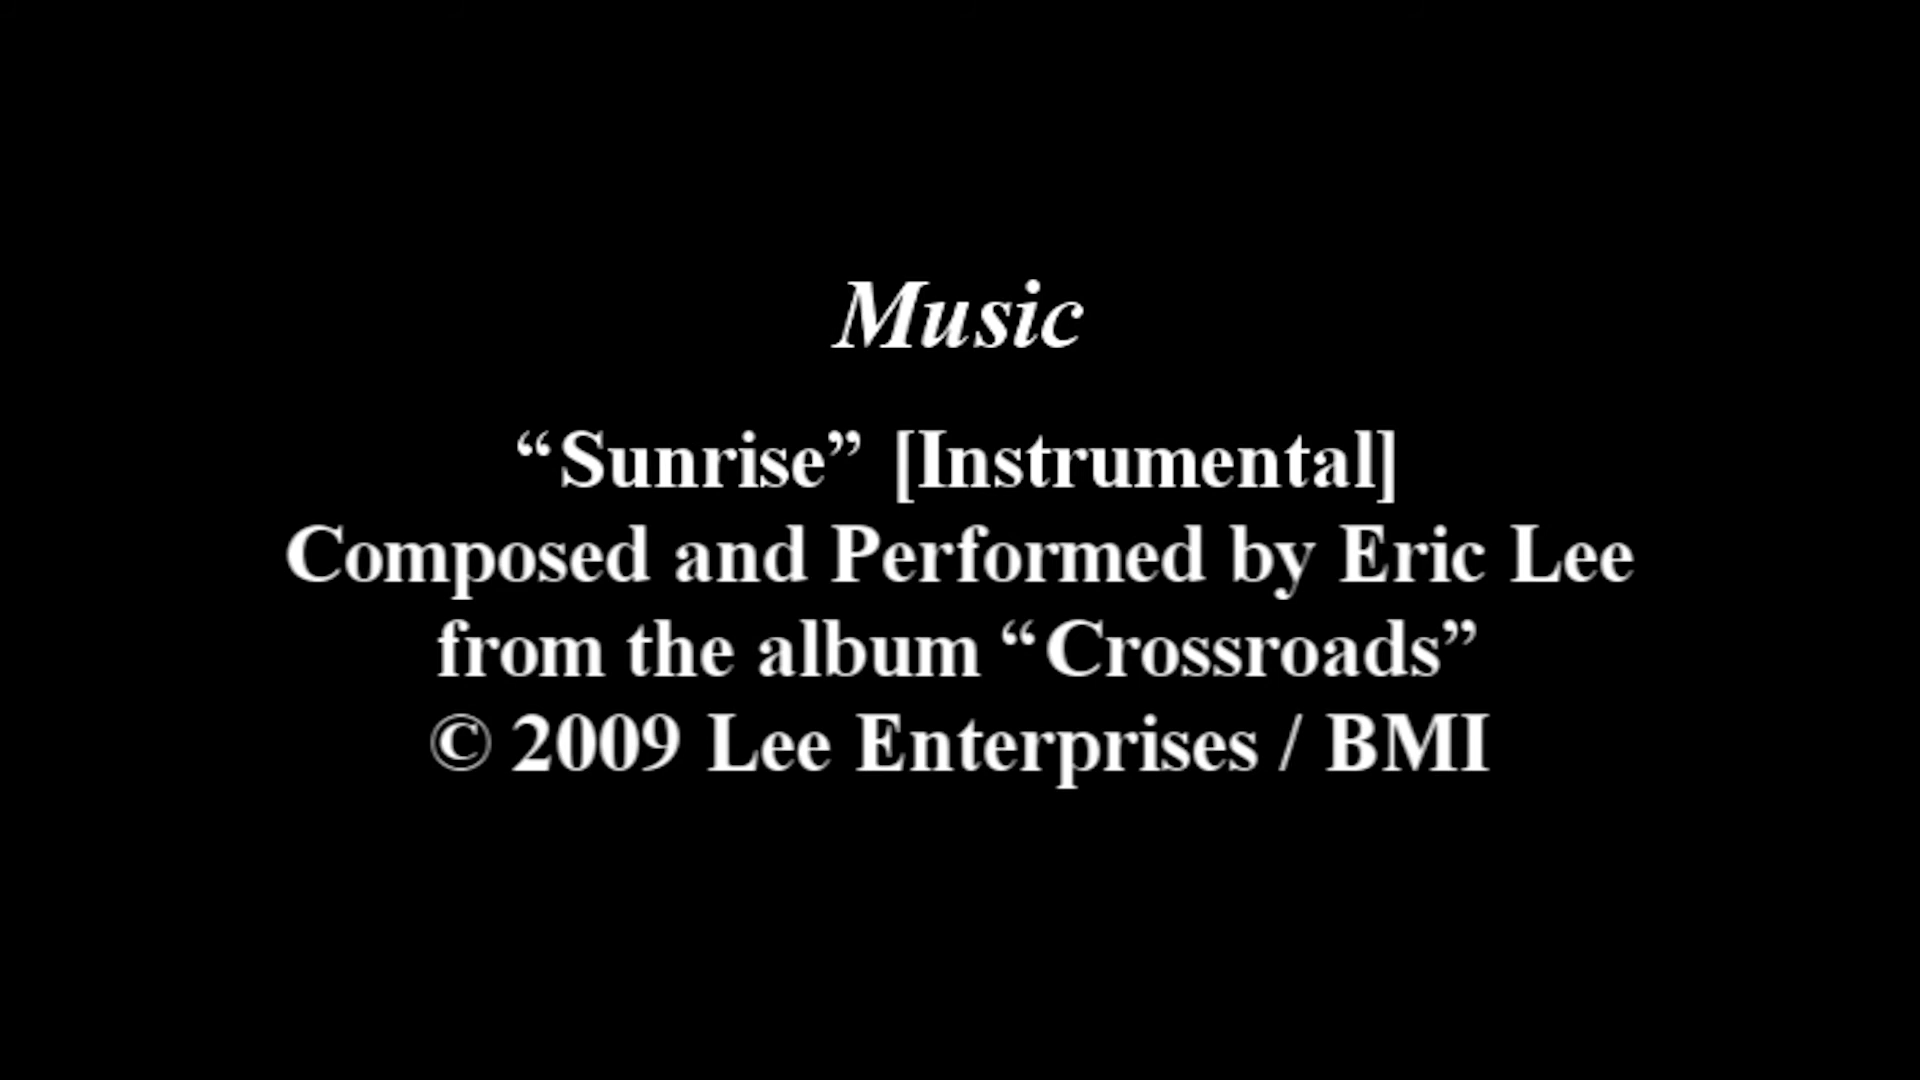 Music
“Sunrise” [Instrumental]
Composed and Performed by Eric Lee
from the album “Crossroads”
© 2009 Lee Enterprises / BMI